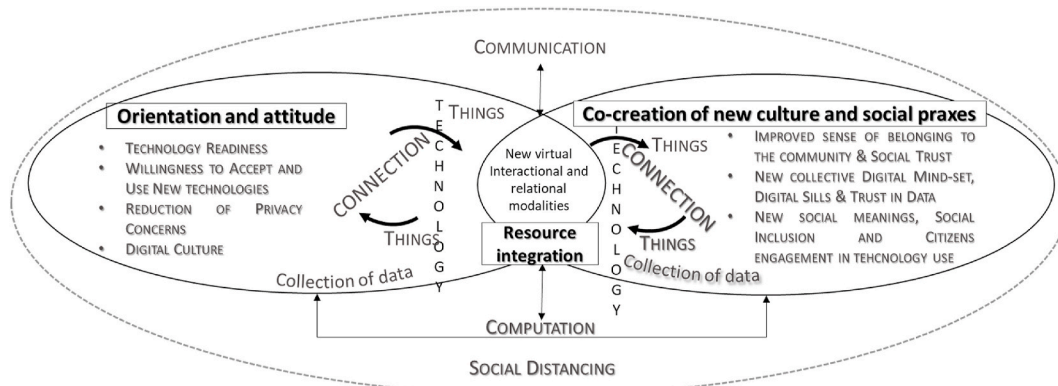 COMMUNICATION
Orientation and attitude
• TECHNOLOGY READINESS
• WILLINGNESS TO ACCEPT AND
USE NEW TECHNOLOGIES
• REDUCTION OF PRIVACY
CONCERNS
• DIGITAL CULTURE
TECHNOLOGY
THINGS
CONNECTION
THINGS
Collection of data
New virtual
Interactional and
relational
modalities
Resource
integration
Co-creation of new culture and social praxes
TECHNOLOGY
THINGS
CONNECTION
THINGS
Collection of data
• IMPROVED SENSE OF BELONGING TO
THE COMMUNITY & SOCIAL TRUST
• NEW COLLECTIVE DIGITAL MIND-SET,
DIGITAL SILLS & TRUST IN DATA
• NEW SOCIAL MEANINGS, SOCIAL
INCLUSION AND CITIZENS
ENGAGEMENT IN TEHCNOLOGY USE
COMPUTATION
SOCIAL DISTANCING